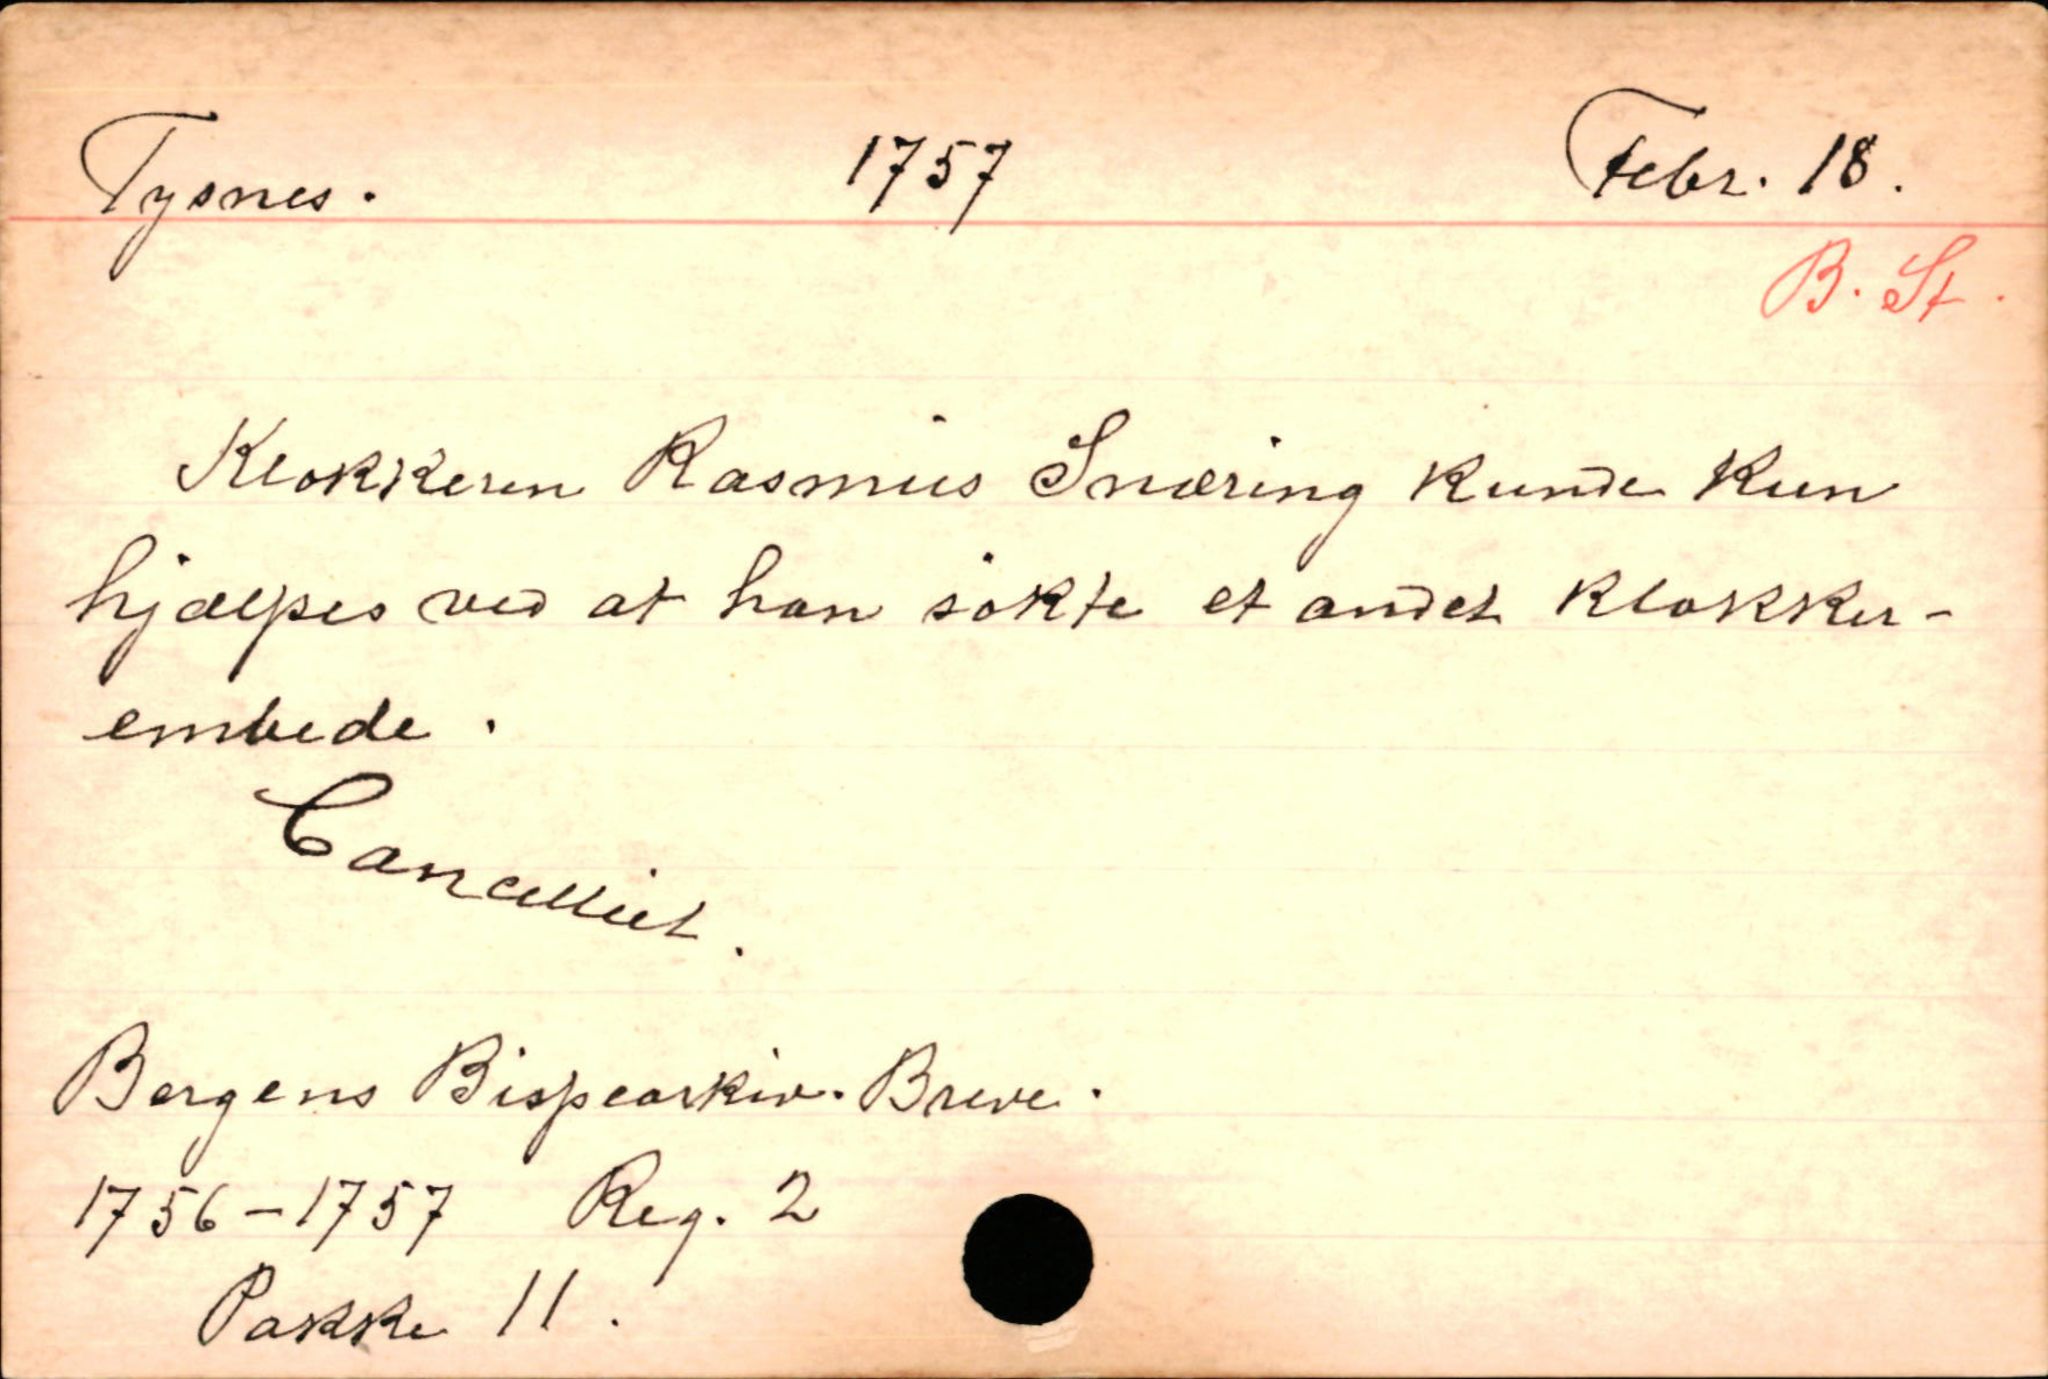 Tysnes. 1757 Febr. 18.
B. St.
Klokkeren Rasmus Snæring kunde kun
hjælpes ved at han søkte et andet klokker-
embede.
Cancelliet.
Bergens Bispearkiv. Breve.
1756-1757 Reg. 2
Pakke 11.